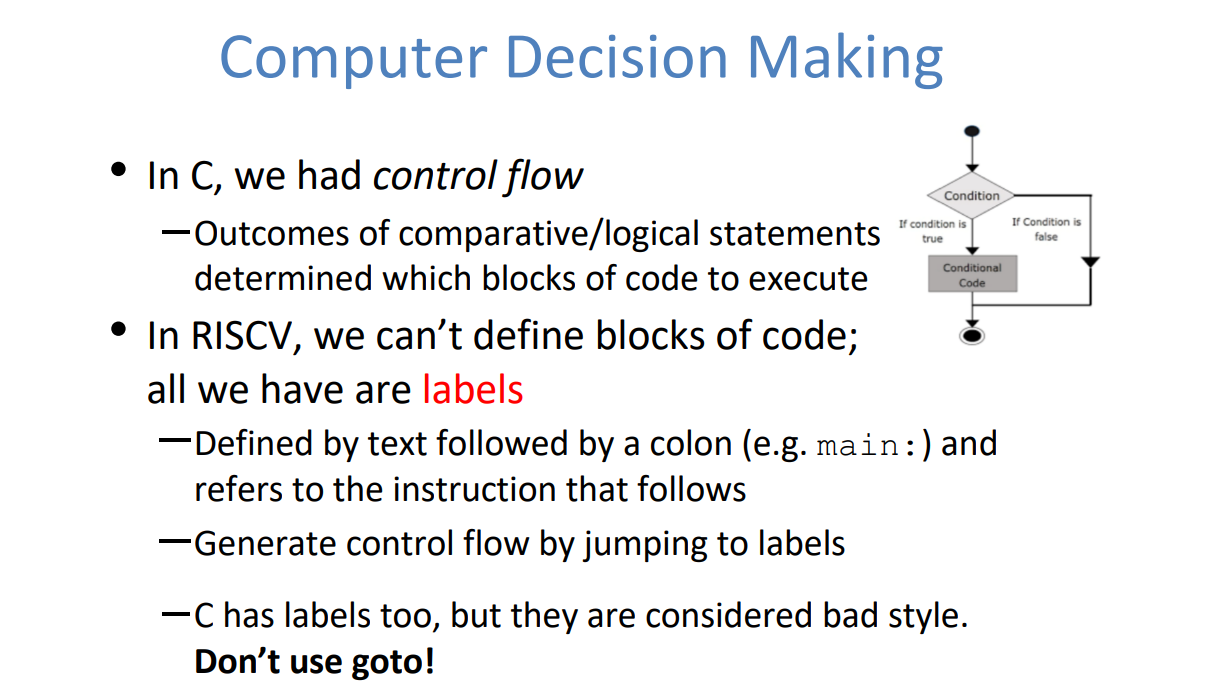 Computer Decision Making
• In C, we had control flow
—Outcomes of comparative/logical statements
determined which blocks of code to execute
• In RISCV, we can't define blocks of code;
all we have are labels
—Defined by text followed by a colon (e.g. main:) and
refers to the instruction that follows
—Generate control flow by jumping to labels
—C has labels too, but they are considered bad style.
Don't use goto!
Condition
If condition is
true
If Condition is
false
Conditional
Code